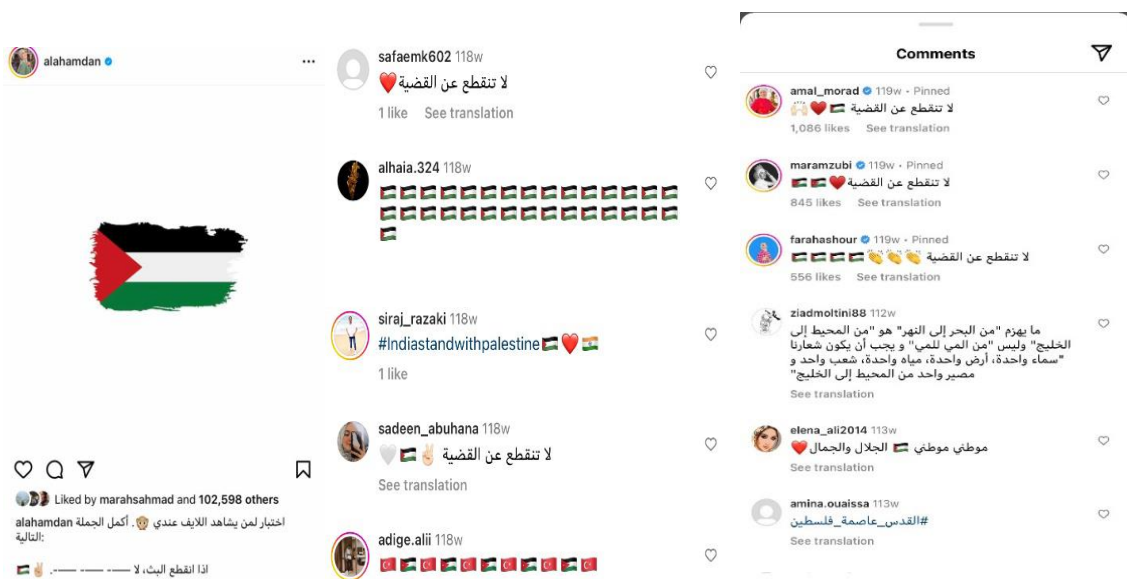 alahamdan
Liked by marahsahmad and 102,598 others
alahamdan اختبار لمن يشاهد اللايف عندي 🙊. أكمل الجملة
التالية:
اذا انقطع البث، لا —— —— ——-. ✌🏼 🇵🇸
safaemk602 118w
لا تنقطع عن القضية❤️
1 like See translation
alhaia.324 118w
🇵🇸🇵🇸🇵🇸🇵🇸🇵🇸🇵🇸🇵🇸🇵🇸🇵🇸🇵🇸🇵🇸🇵🇸🇵🇸🇵🇸🇵🇸
🇵🇸🇵🇸🇵🇸🇵🇸🇵🇸🇵🇸🇵🇸🇵🇸🇵🇸🇵🇸🇵🇸🇵🇸🇵🇸🇵🇸🇵🇸
🇵🇸
siraj_razaki 118w
#Indiastandwithpalestine🇵🇸❤️🇮🇳
1 like
sadeen_abuhana 118w
لا تنقطع عن القضية ✌🏻🇵🇸🤍
See translation
adige.alii 118w
🇹🇷🇵🇸🇹🇷🇵🇸🇹🇷🇵🇸🇹🇷🇵🇸🇹🇷🇵🇸🇹🇷
Comments
amal_morad 119w · Pinned
لا تنقطع عن القضية 🇵🇸❤️🙌🏻
1,086 likes See translation
maramzubi 119w · Pinned
لا تنقطع عن القضية❤️🇵🇸🇵🇸
845 likes See translation
farahashour 119w · Pinned
لا تنقطع عن القضية 👏👏👏🇵🇸🇵🇸🇵🇸🇵🇸
556 likes See translation
ziadmoltini88 112w
ما يهزم "من البحر إلى النهر" هو "من المحيط إلى
الخليج" وليس "من المي للمي" و يجب أن يكون شعارنا
"سماء واحدة، أرض واحدة، مياه واحدة، شعب واحد و
مصير واحد من المحيط إلى الخليج"
See translation
elena_ali2014 113w
موطني موطني 🇵🇸 الجلال والجمال❤️
See translation
amina.ouaissa 113w
#القدس_عاصمة_فلسطين
See translation